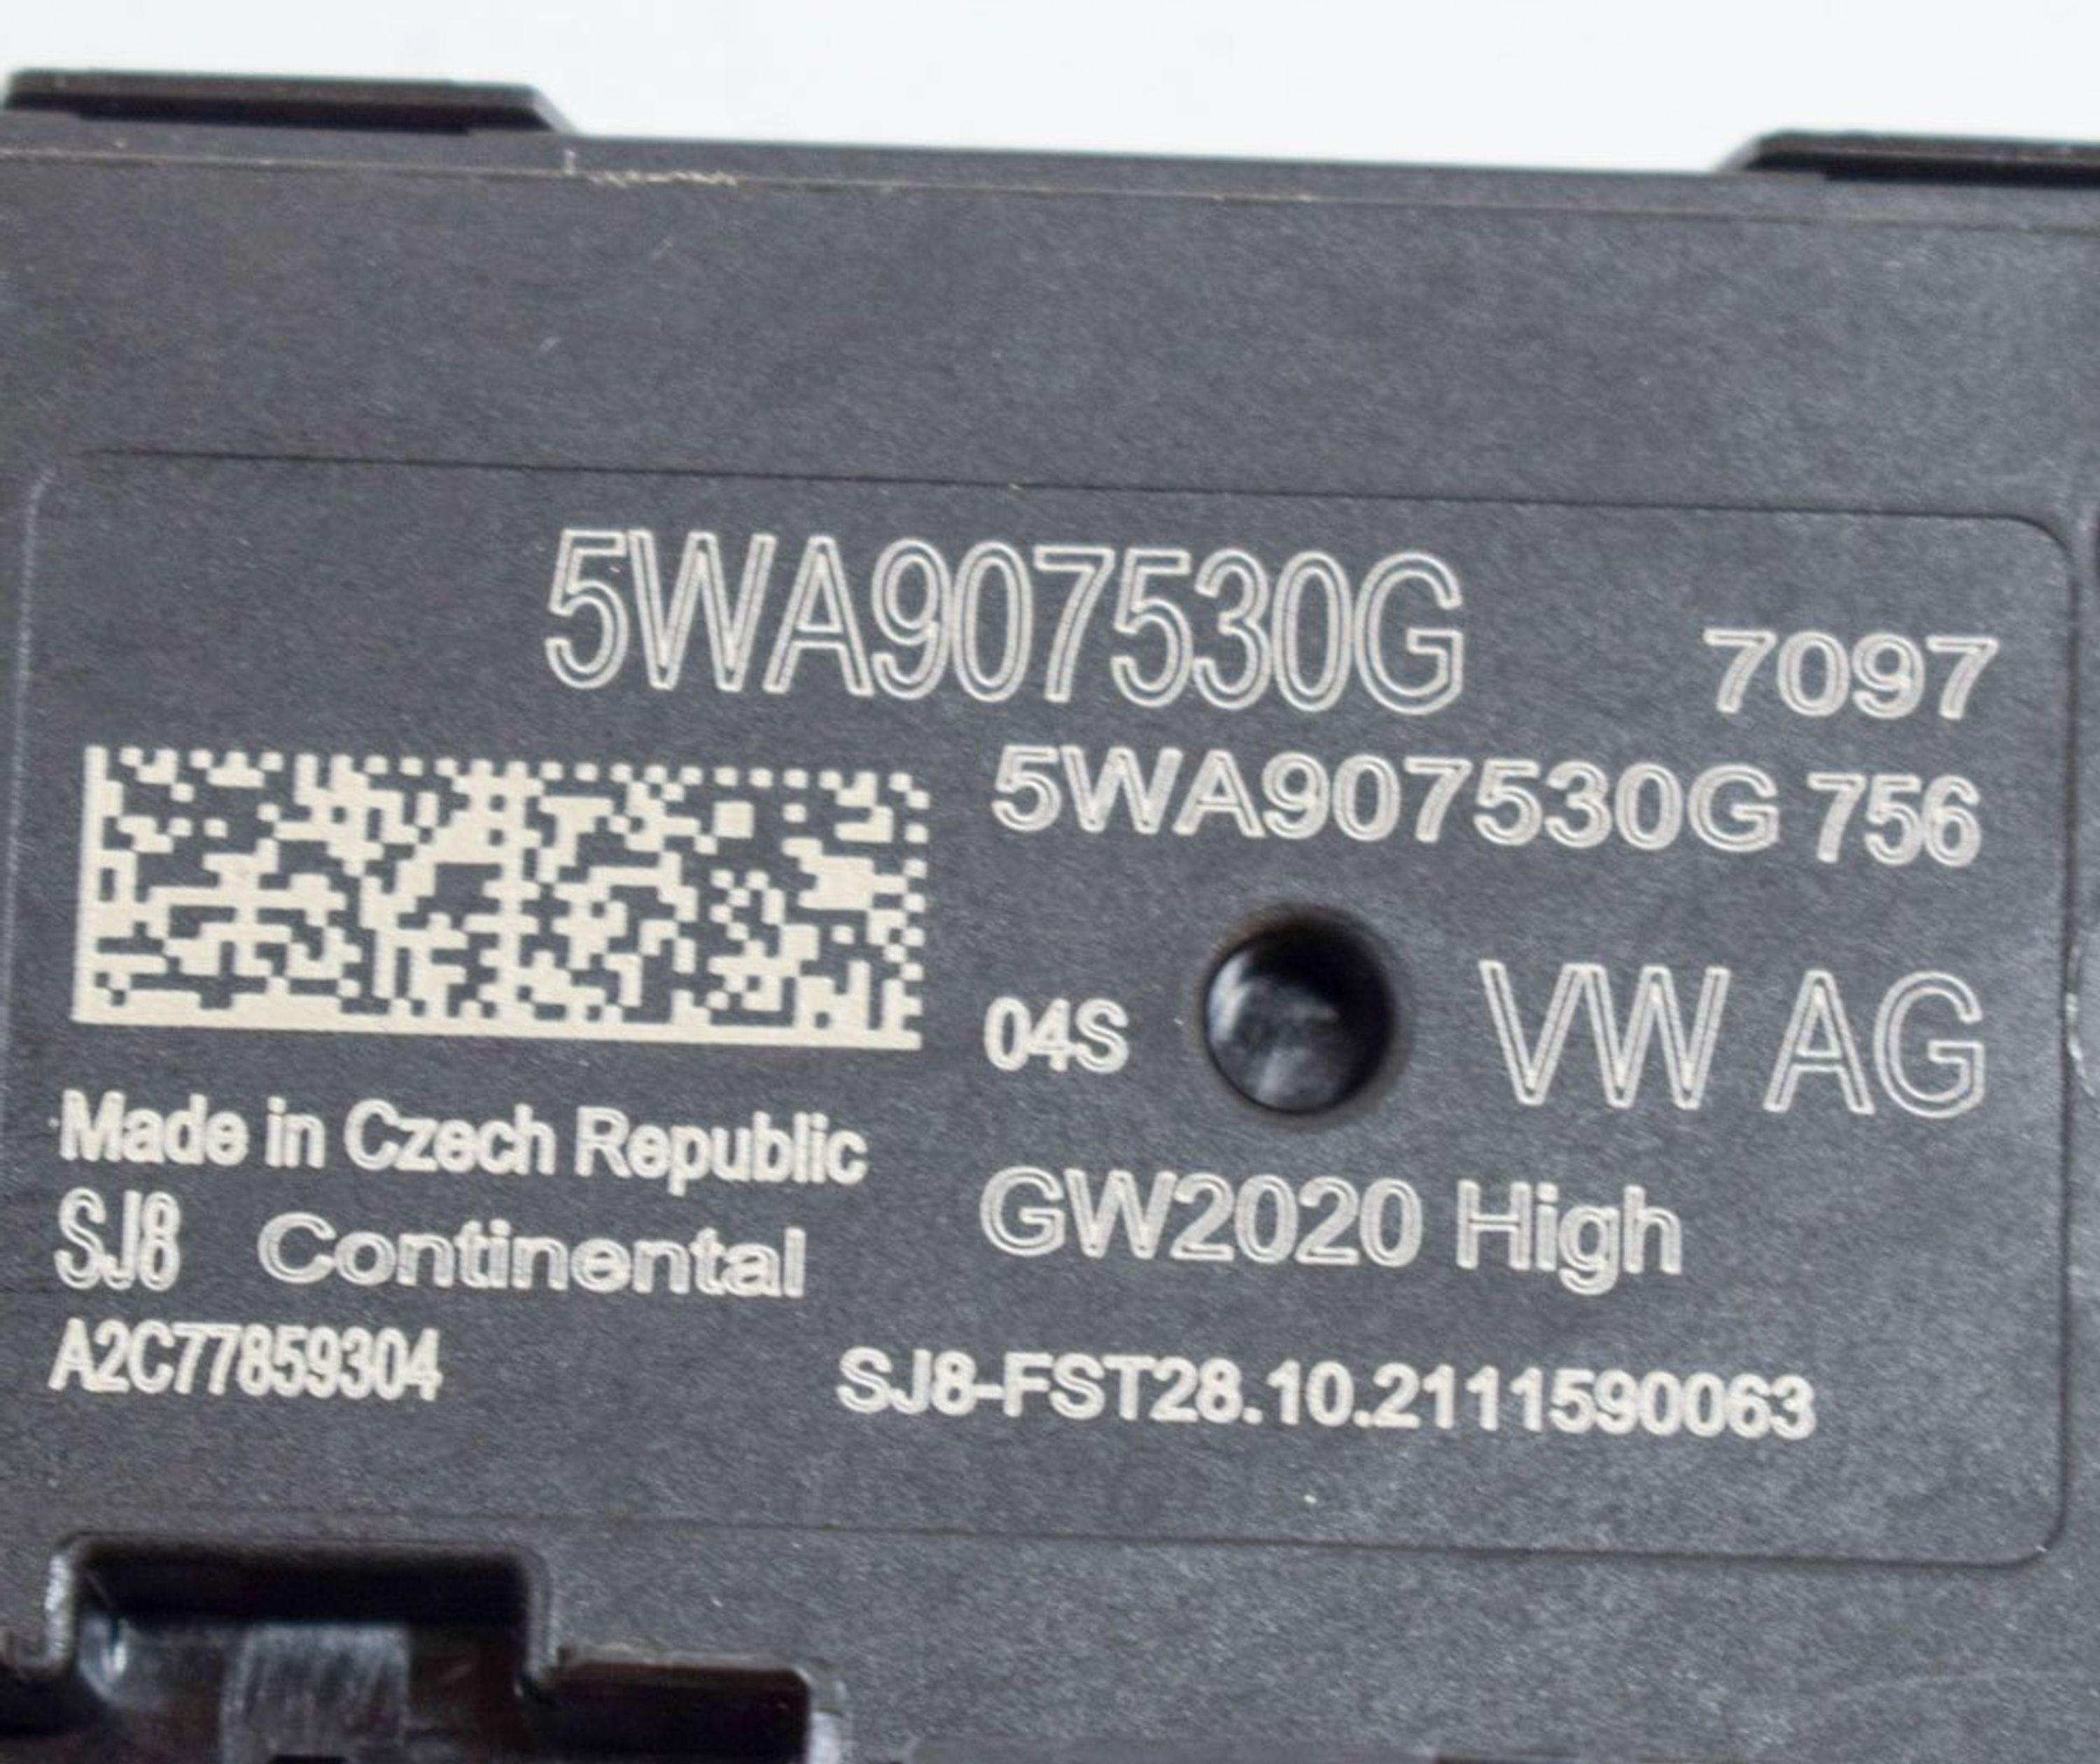 5WA907530G 7097
5WA907530G 756
04S VW AG
Made in Czech Republic
GW2020 High
SJ8 Continental
A2C77859304
SJ8-FST28.10.21111590063